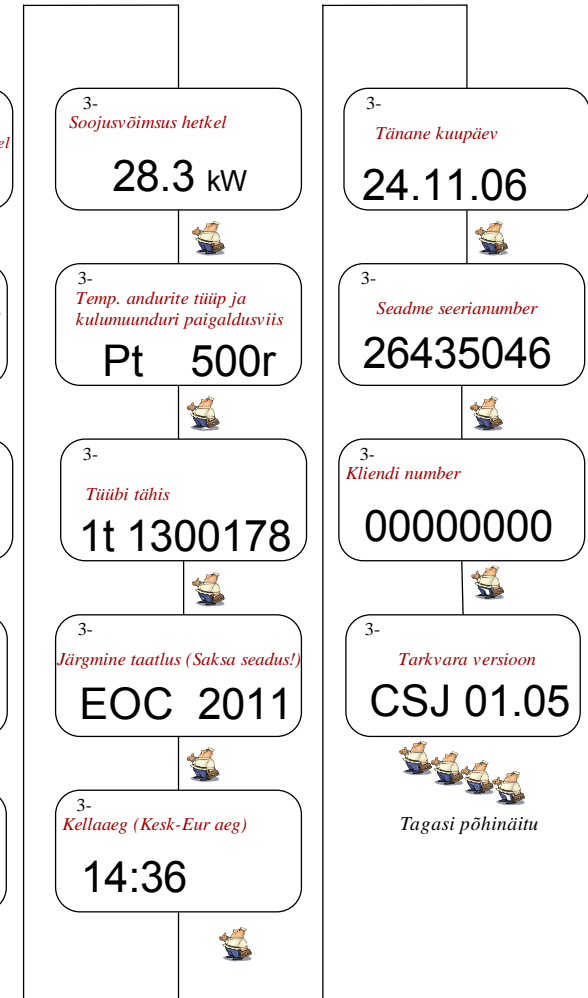 el
3-
Soojusvõimsus hetkel
28.3 kW
3-
Temp. andurite tüüp ja
kulumuunduri paigaldusviis
Pt 500r
3-
Tüübi tähis
1t 1300178
3-
Järgmine taatlus (Saksa seadus!)
EOC 2011
3-
Kellaaeg (Kesk-Eur aeg)
14:36
3-
Tänane kuupäev
24.11.06
3-
Seadme seerianumber
26435046
3-
Kliendi number
00000000
3-
Tarkvara versioon
CSJ 01.05
Tagasi põhinäitu